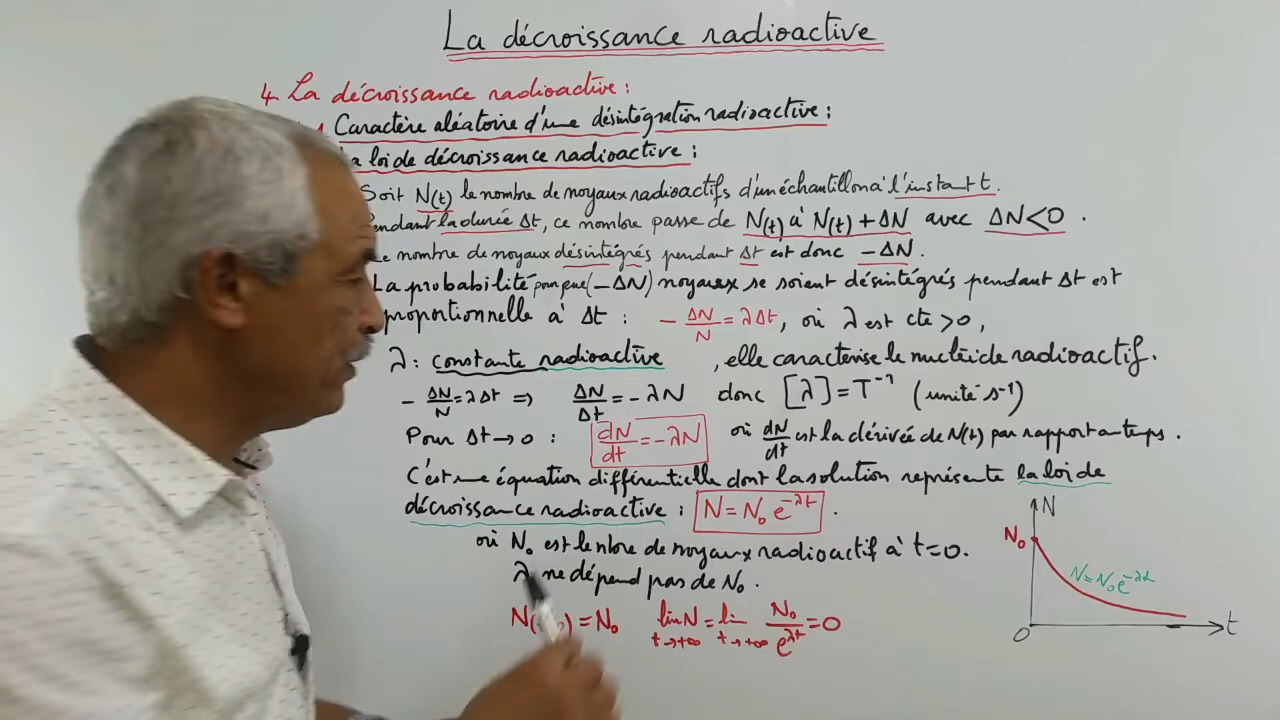 La décroissance radioactive
4. La décroissance radioactive :
Caractère aléatoire d'une désintégration radioactive :
la loi de décroissance radioactive :
Soit N(t) le nombre de noyaux radioactifs d'un échantillon à l'instant t.
Pendant la durée Δt, ce nombre passe de N(t) à N(t) + ΔN avec ΔN<0 .
Le nombre de noyaux désintégrés pendant Δt est donc -ΔN.
La probabilité pour que (-ΔN) noyaux se soient désintégrés pendant Δt est
proportionnelle à Δt : - ΔN/N = λΔt, où λ est cte >0,
λ : constante radioactive , elle caractérise le nucléide radioactif.
- ΔN/N = λΔt ⇒ ΔN/Δt = -λN donc [λ] = T⁻¹ (unité s⁻¹)
Pour Δt→0 : dN/dt = -λN où dN/dt est la dérivée de N(t) par rapport au temps.
C'est une équation différentielle dont la solution représente la loi de
décroissance radioactive : N = N₀ e^-λt .
où N₀ est le nbre de noyaux radioactif à t=0.
λ ne dépend pas de N₀ .
= N₀ lim N = lim N₀/e^λt = 0
t→+∞ t→+∞
N
N₀
N=N₀e^-λt
O
t